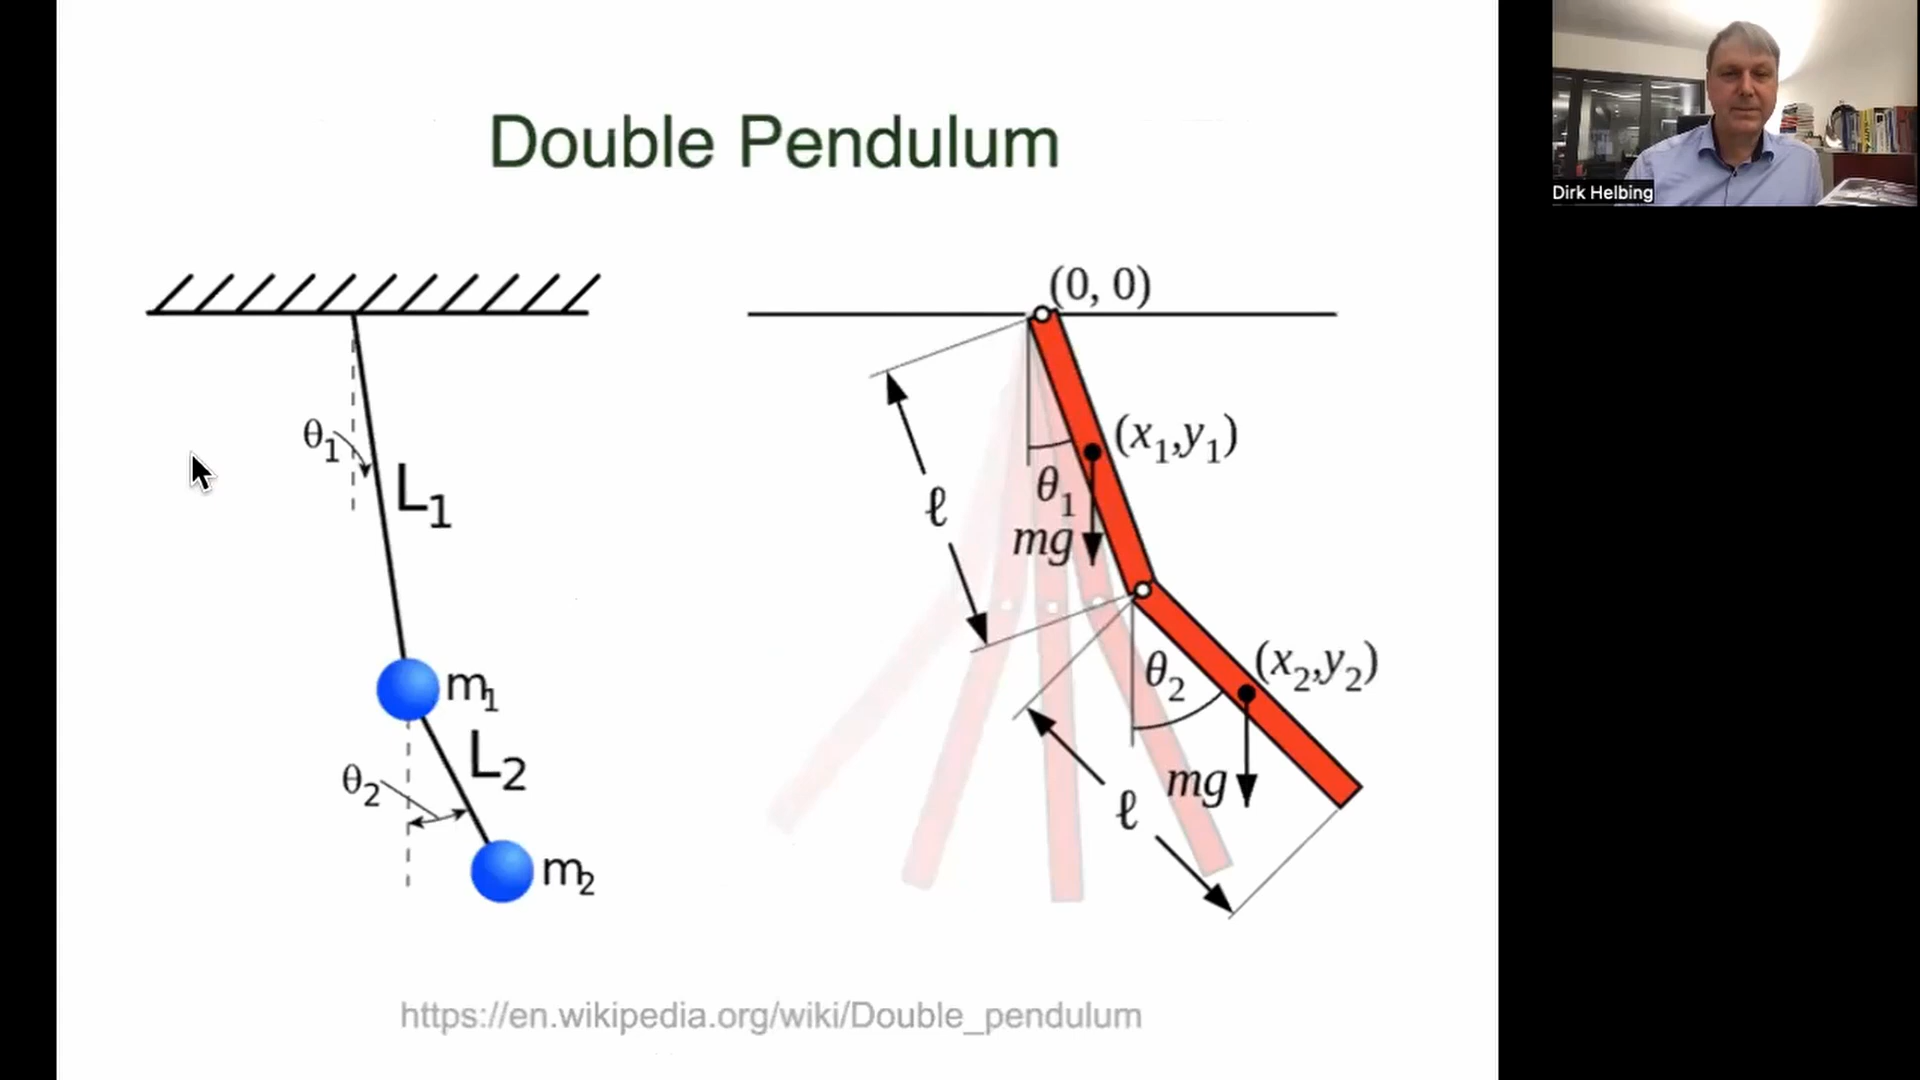 Double Pendulum
θ1
L1
m1
θ2
L2
m2
(0, 0)
(x1,y1)
θ1
mg
ℓ
(x2,y2)
θ2
mg
ℓ
https://en.wikipedia.org/wiki/Double_pendulum
Dirk Helbing